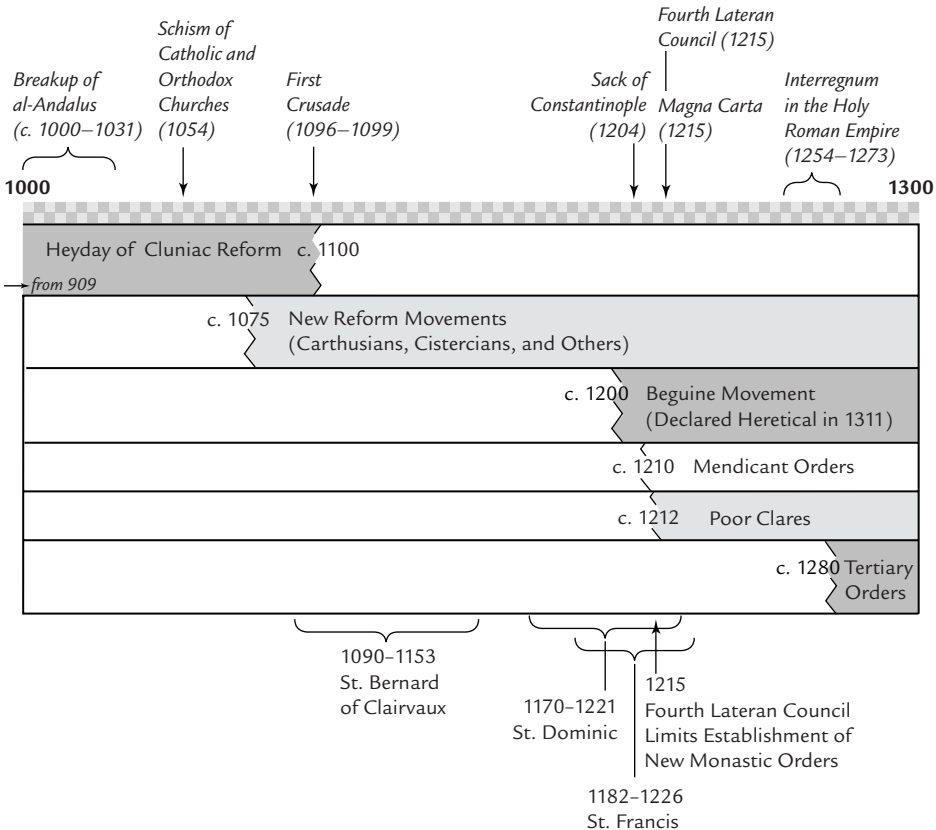 Breakup of
al-Andalus
(c. 1000–1031)
Schism of
Catholic and
Orthodox
Churches
(1054)
First
Crusade
(1096–1099)
Sack of
Constantinople
(1204)
Fourth Lateran
Council (1215)
Magna Carta
(1215)
Interregnum
in the Holy
Roman Empire
(1254–1273)
1000
1300
Heyday of Cluniac Reform c. 1100
from 909
c. 1075 New Reform Movements
(Carthusians, Cistercians, and Others)
c. 1200 Beguine Movement
(Declared Heretical in 1311)
c. 1210 Mendicant Orders
c. 1212 Poor Clares
c. 1280 Tertiary
Orders
1090–1153
St. Bernard
of Clairvaux
1170–1221
St. Dominic
1215
Fourth Lateran Council
Limits Establishment of
New Monastic Orders
1182–1226
St. Francis